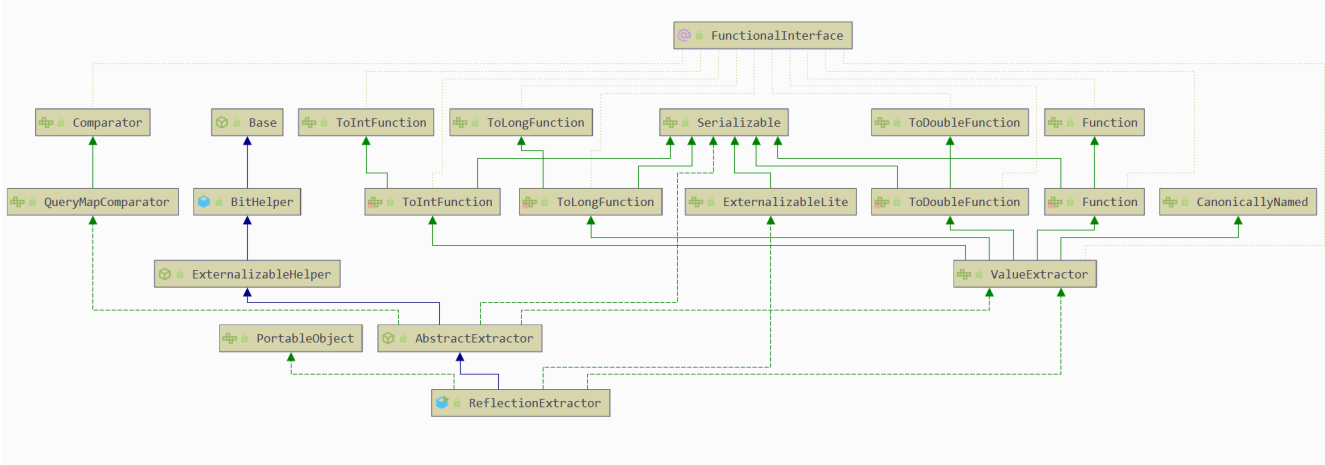 FunctionalInterface
Comparator
Base
ToIntFunction
ToLongFunction
Serializable
ToDoubleFunction
Function
QueryMapComparator
BitHelper
ToIntFunction
ToLongFunction
ExternalizableLite
ToDoubleFunction
Function
CanonicallyNamed
ExternalizableHelper
ValueExtractor
PortableObject
AbstractExtractor
ReflectionExtractor